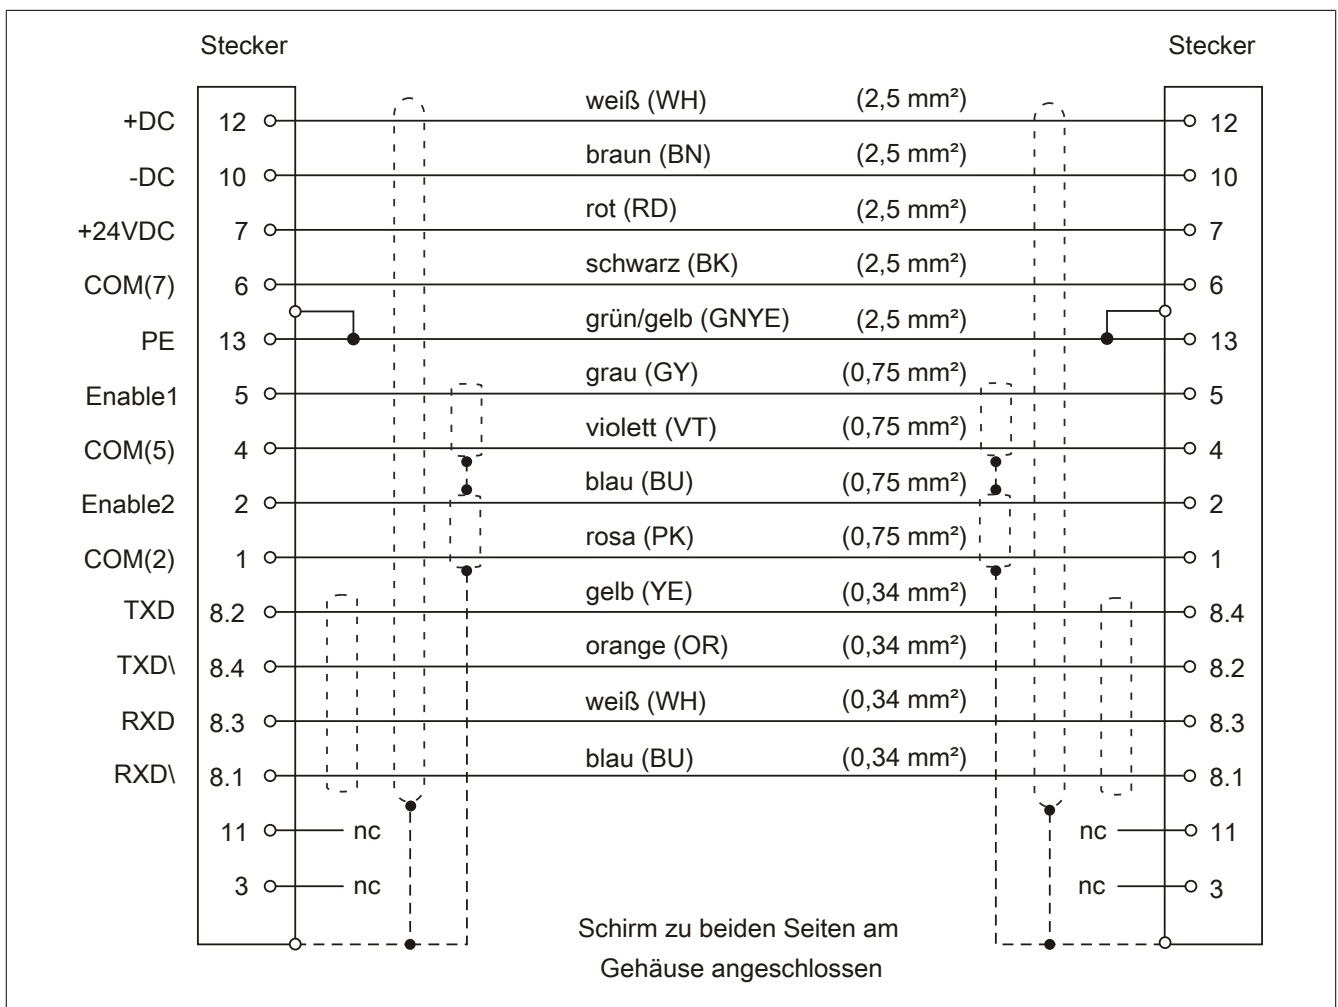 Stecker Stecker
+DC 12 weiß (WH) (2,5 mm²) 12
-DC 10 braun (BN) (2,5 mm²) 10
+24VDC 7 rot (RD) (2,5 mm²) 7
COM(7) 6 schwarz (BK) (2,5 mm²) 6
PE 13 grün/gelb (GNYE) (2,5 mm²) 13
Enable1 5 grau (GY) (0,75 mm²) 5
COM(5) 4 violett (VT) (0,75 mm²) 4
Enable2 2 blau (BU) (0,75 mm²) 2
COM(2) 1 rosa (PK) (0,75 mm²) 1
TXD 8.2 gelb (YE) (0,34 mm²) 8.4
TXD\ 8.4 orange (OR) (0,34 mm²) 8.2
RXD 8.3 weiß (WH) (0,34 mm²) 8.3
RXD\ 8.1 blau (BU) (0,34 mm²) 8.1
11 nc nc 11
3 nc nc 3
Schirm zu beiden Seiten am
Gehäuse angeschlossen